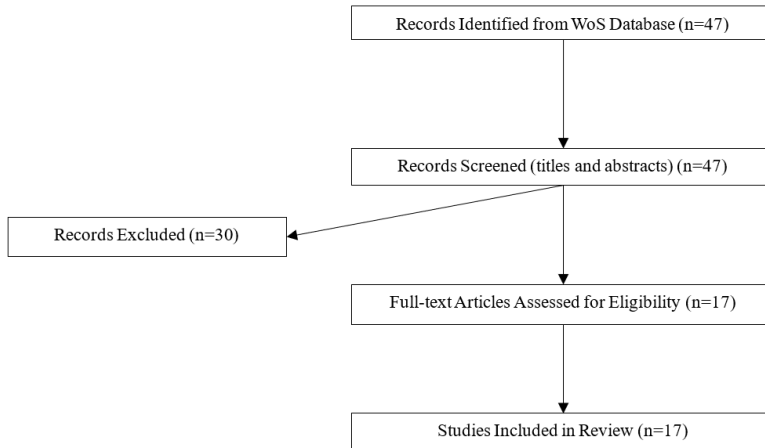 Records Identified from WoS Database (n=47)
Records Screened (titles and abstracts) (n=47)
Records Excluded (n=30)
Full-text Articles Assessed for Eligibility (n=17)
Studies Included in Review (n=17)